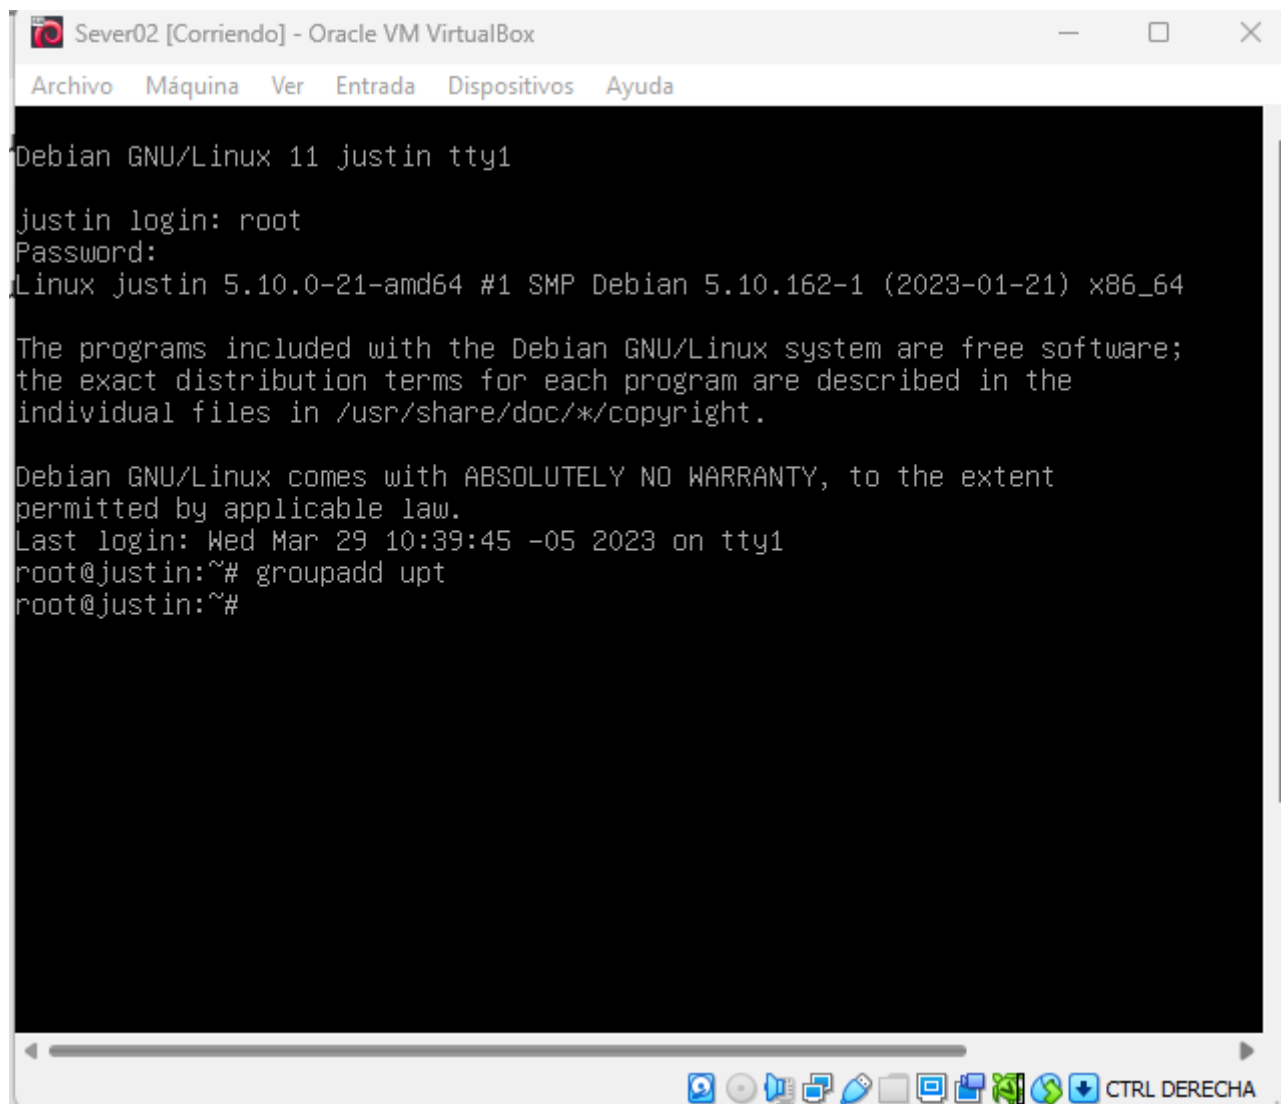 Sever02 [Corriendo] - Oracle VM VirtualBox
Archivo Máquina Ver Entrada Dispositivos Ayuda
Debian GNU/Linux 11 justin tty1
justin login: root
Password:
Linux justin 5.10.0-21-amd64 #1 SMP Debian 5.10.162-1 (2023-01-21) x86_64
The programs included with the Debian GNU/Linux system are free software;
the exact distribution terms for each program are described in the
individual files in /usr/share/doc/*/copyright.
Debian GNU/Linux comes with ABSOLUTELY NO WARRANTY, to the extent
permitted by applicable law.
Last login: Wed Mar 29 10:39:45 -05 2023 on tty1
root@justin:~# groupadd upt
root@justin:~#
CTRL DERECHA